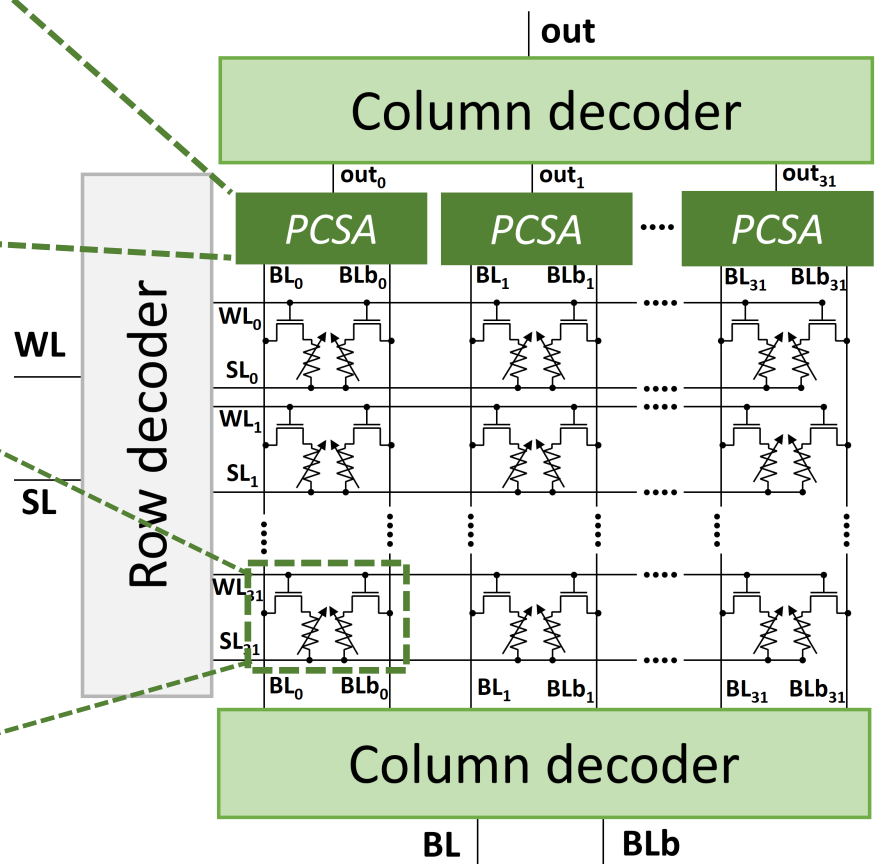 out
Column decoder
out₀ out₁ out₃₁
PCSA PCSA PCSA
BL₀ BLb₀ BL₁ BLb₁ BL₃₁ BLb₃₁
WL₀
WL
SL₀
WL₁
SL₁
SL
Row decoder
WL₃₁
SL₃₁
BL₀ BLb₀ BL₁ BLb₁ BL₃₁ BLb₃₁
Column decoder
BL BLb